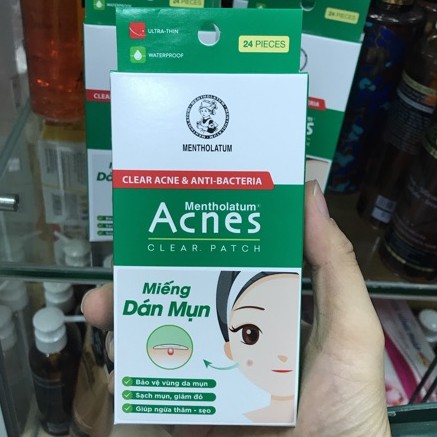 ULTRA-THIN
24 PIECES
WATERPROOF
MENTHOLATUM
CLEAR ACNE & ANTI-BACTERIA
Mentholatum®
Acnes
CLEAR PATCH
Miếng
Dán Mụn
Bảo vệ vùng da mụn
Sạch mụn, giảm đỏ
Giúp ngừa thâm - sẹo
24 PIECES